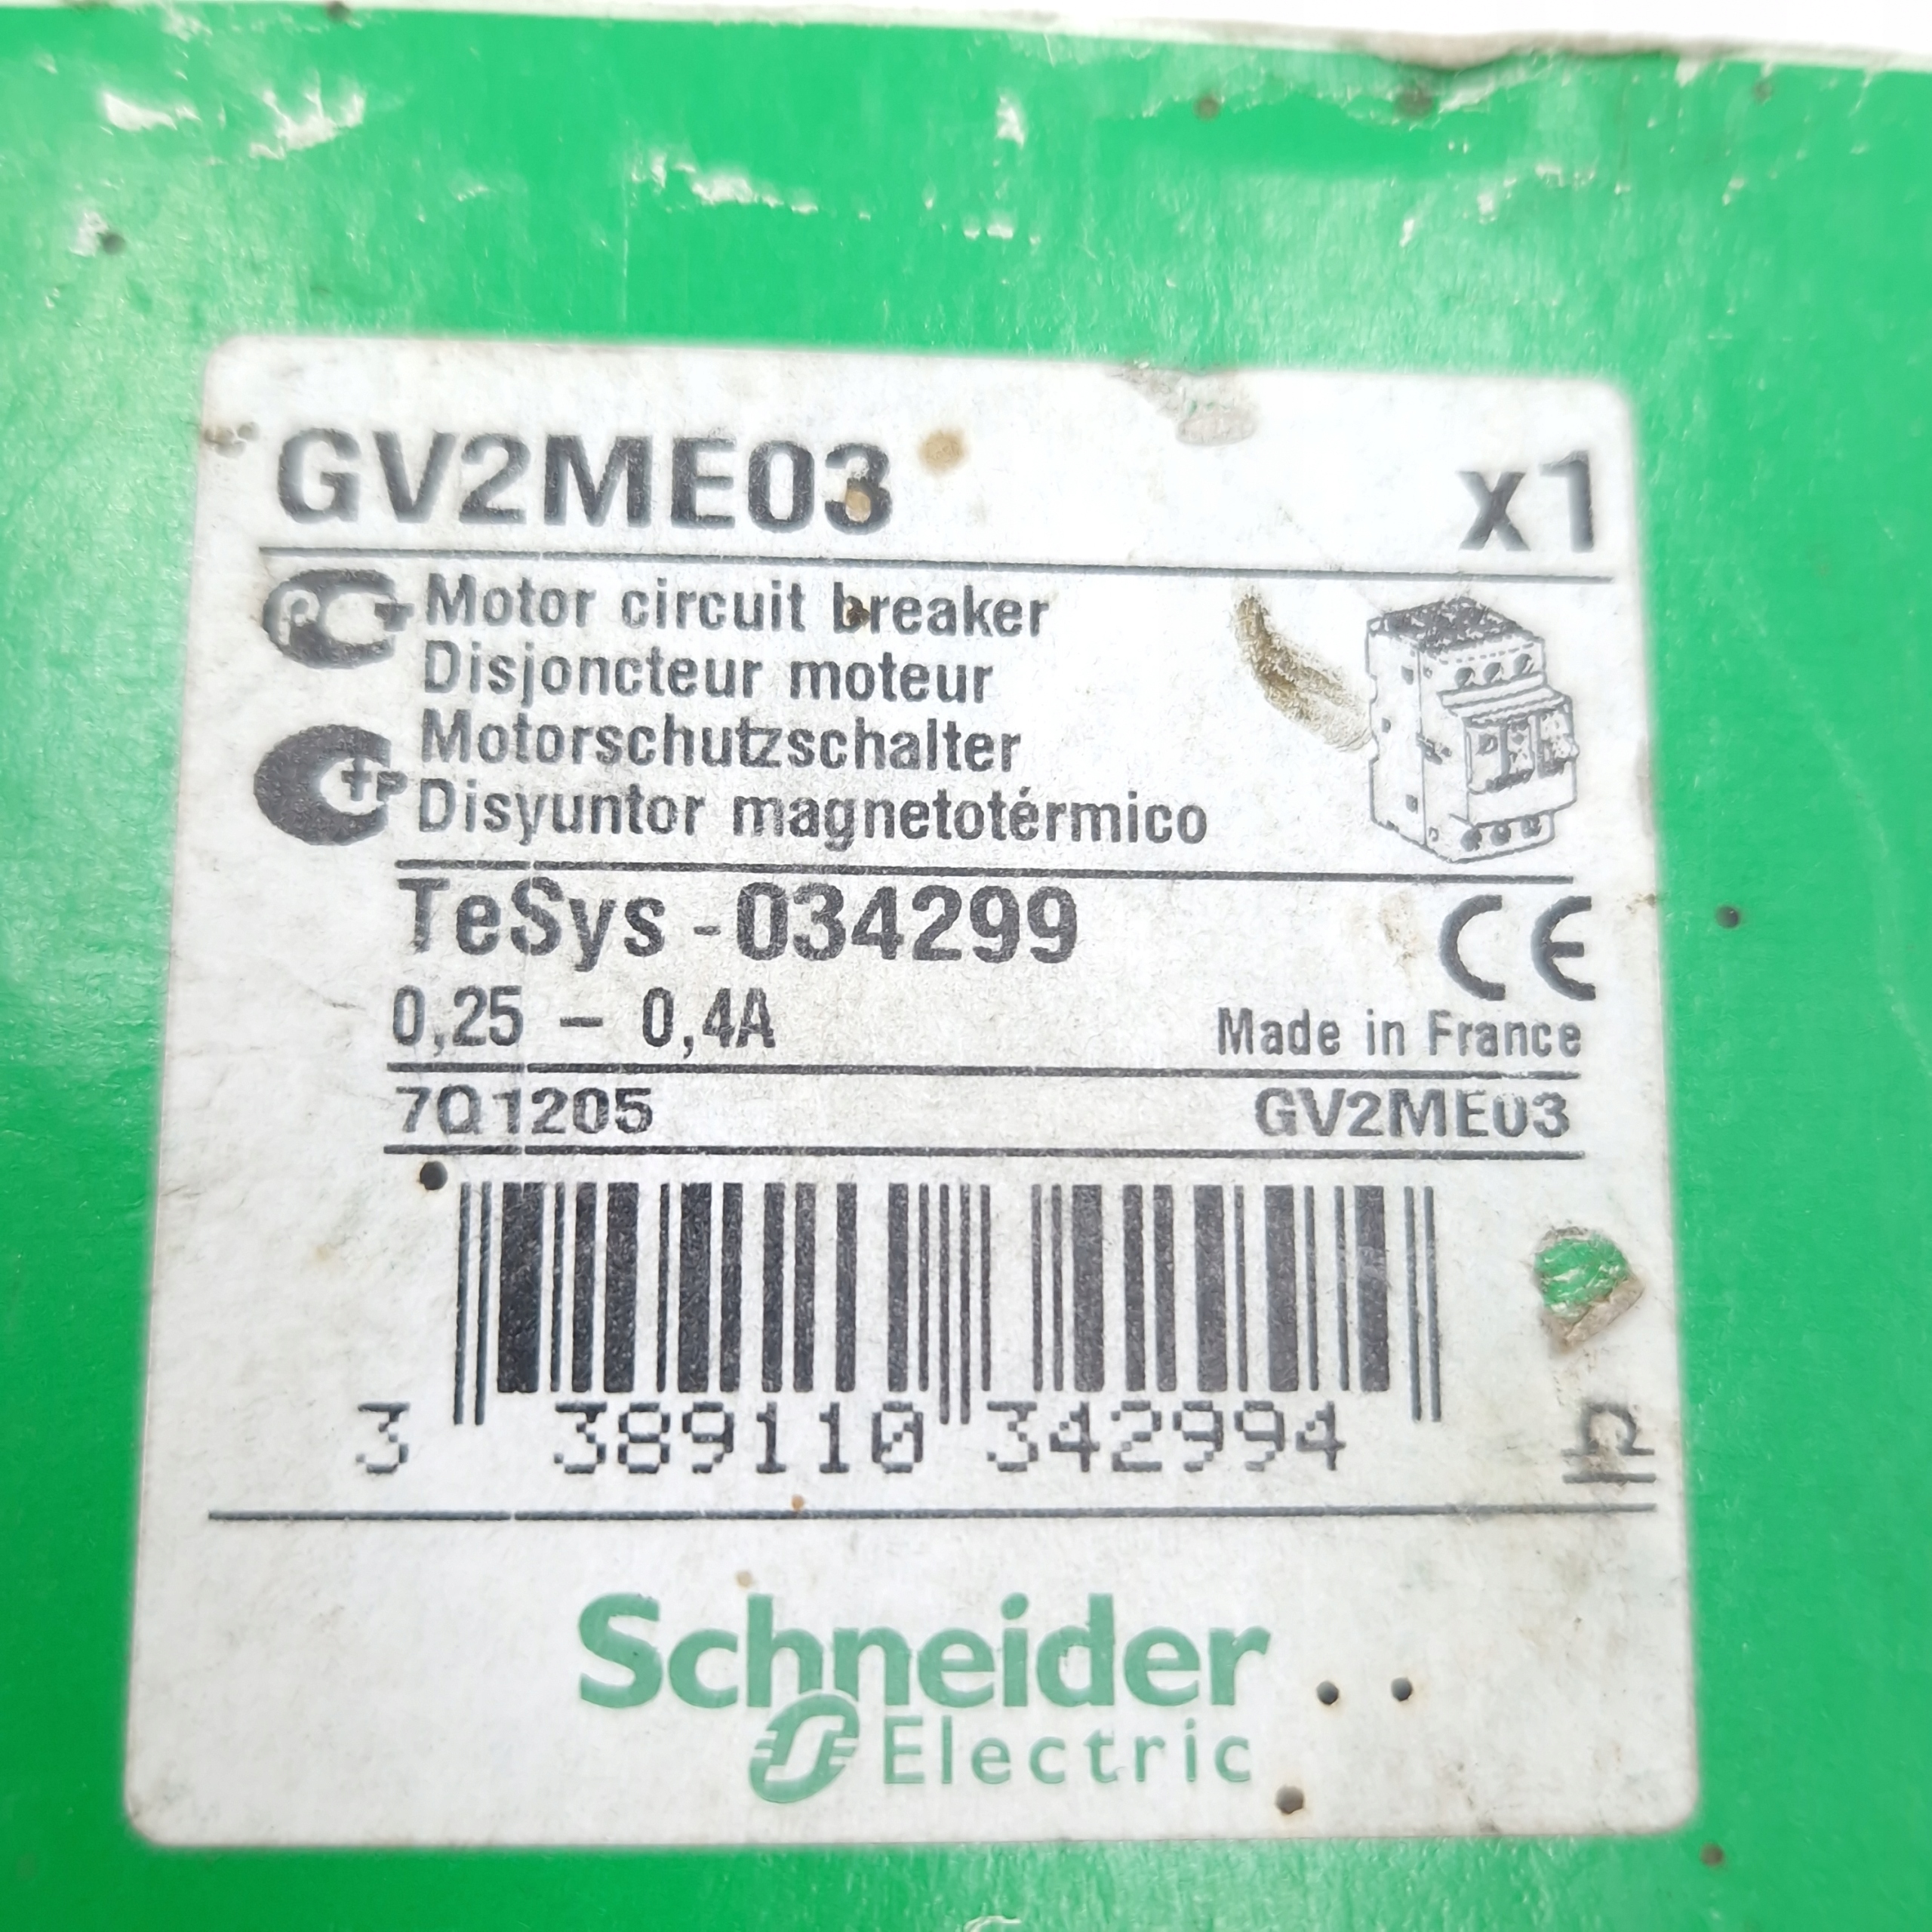 GV2ME03 x1
Motor circuit breaker
Disjoncteur moteur
Motorschutzschalter
Disyuntor magnetotérmico
TeSys -034299
CE
0,25 - 0,4A
Made in France
7Q1205 GV2ME03
3 389110 342994
Schneider
Electric